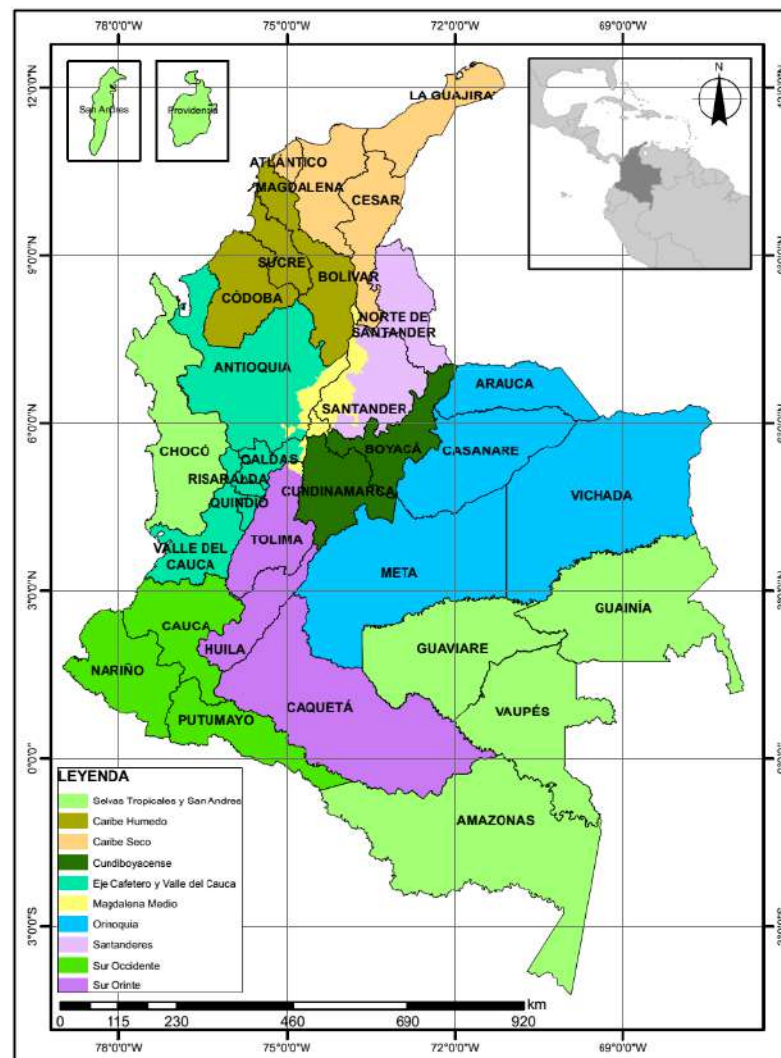 78°0'0"W 75°0'0"W 72°0'0"W 69°0'0"W
12°0'0"N
9°0'0"N
6°0'0"N
3°0'0"N
0°0'0"
3°0'0"S
San Andres
Providensia
N
LA GUAJIRA
ATLÁNTICO
MAGDALENA
CESAR
SUCRE
BOLÍVAR
CÓRDOBA
NORTE DE
SANTANDER
ANTIOQUIA
ARAUCA
SANTANDER
CHOCÓ
BOYACÁ
CASANARE
CALDAS
RISARALDA
CUNDINAMARCA
QUINDIO
VICHADA
TOLIMA
VALLE DEL
CAUCA
META
GUAINÍA
CAUCA
HUILA
GUAVIARE
NARIÑO
VAUPÉS
CAQUETÁ
PUTUMAYO
AMAZONAS
LEYENDA
Selvas Tropicales y San Andres
Caribe Humedo
Caribe Seco
Cundiboyacense
Eje Cafetero y Valle del Cauca
Magdalena Medio
Orinoquia
Santanderes
Sur Occidente
Sur Orinte
km
0 115 230 460 690 920
78°0'0"W 75°0'0"W 72°0'0"W 69°0'0"W